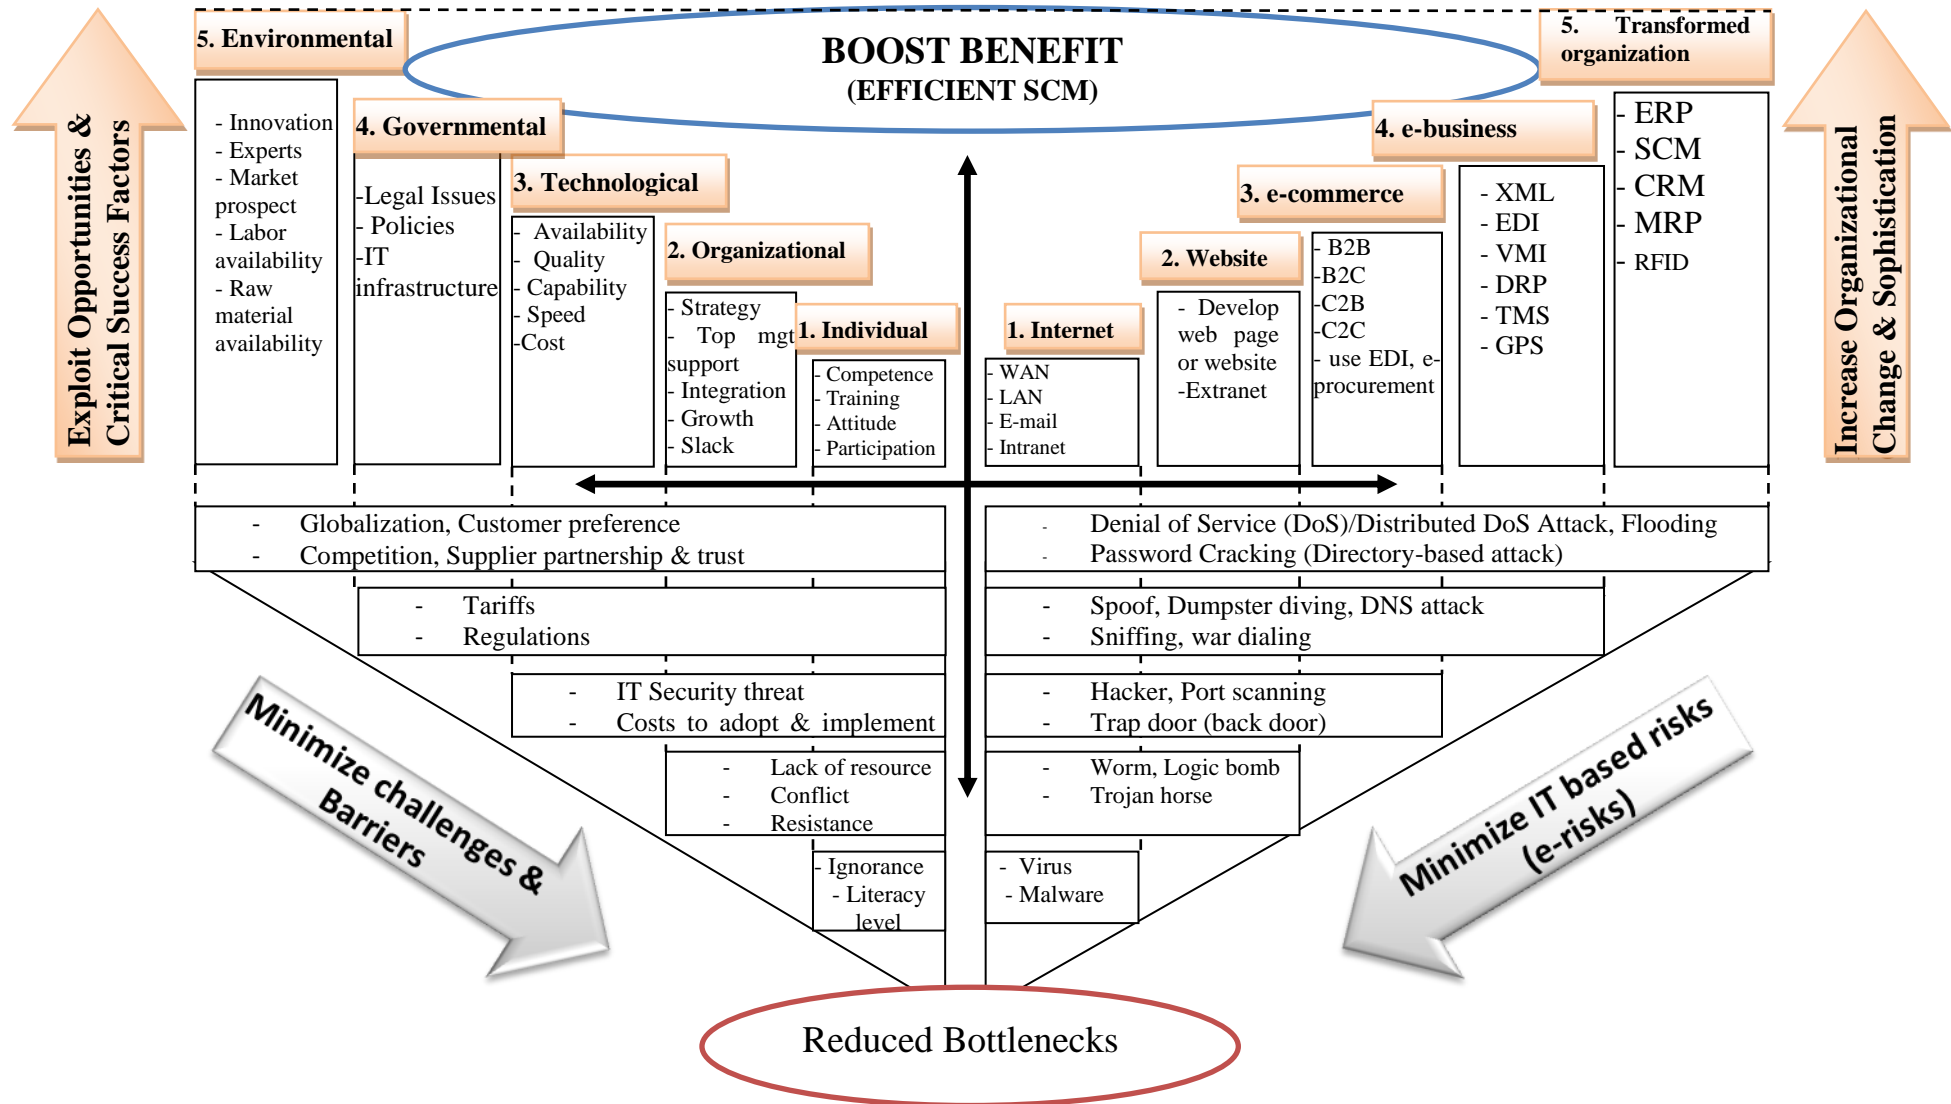 BOOST BENEFIT
(EFFICIENT SCM)
Exploit Opportunities &
Critical Success Factors
5. Environmental
- Innovation
- Experts
- Market
prospect
- Labor
availability
- Raw
material
availability
4. Governmental
-Legal Issues
- Policies
-IT
infrastructure
3. Technological
- Availability
- Quality
- Capability
- Speed
-Cost
2. Organizational
- Strategy
- Top mgt
support
- Integration
- Growth
- Slack
1. Individual
- Competence
- Training
- Attitude
- Participation
1. Internet
- WAN
- LAN
- E-mail
- Intranet
2. Website
- Develop
web page
or website
-Extranet
3. e-commerce
- B2B
-B2C
-C2B
-C2C
- use EDI, e-
procurement
4. e-business
- XML
- EDI
- VMI
- DRP
- TMS
- GPS
5. Transformed
organization
- ERP
- SCM
- CRM
- MRP
- RFID
Increase Organizational
Change & Sophistication
- Globalization, Customer preference
- Competition, Supplier partnership & trust
- Tariffs
- Regulations
- IT Security threat
- Costs to adopt & implement
- Lack of resource
- Conflict
- Resistance
- Ignorance
- Literacy
level
- Denial of Service (DoS)/Distributed DoS Attack, Flooding
- Password Cracking (Directory-based attack)
- Spoof, Dumpster diving, DNS attack
- Sniffing, war dialing
- Hacker, Port scanning
- Trap door (back door)
- Worm, Logic bomb
- Trojan horse
- Virus
- Malware
Minimize challenges &
Barriers
Minimize IT based risks
(e-risks)
Reduced Bottlenecks